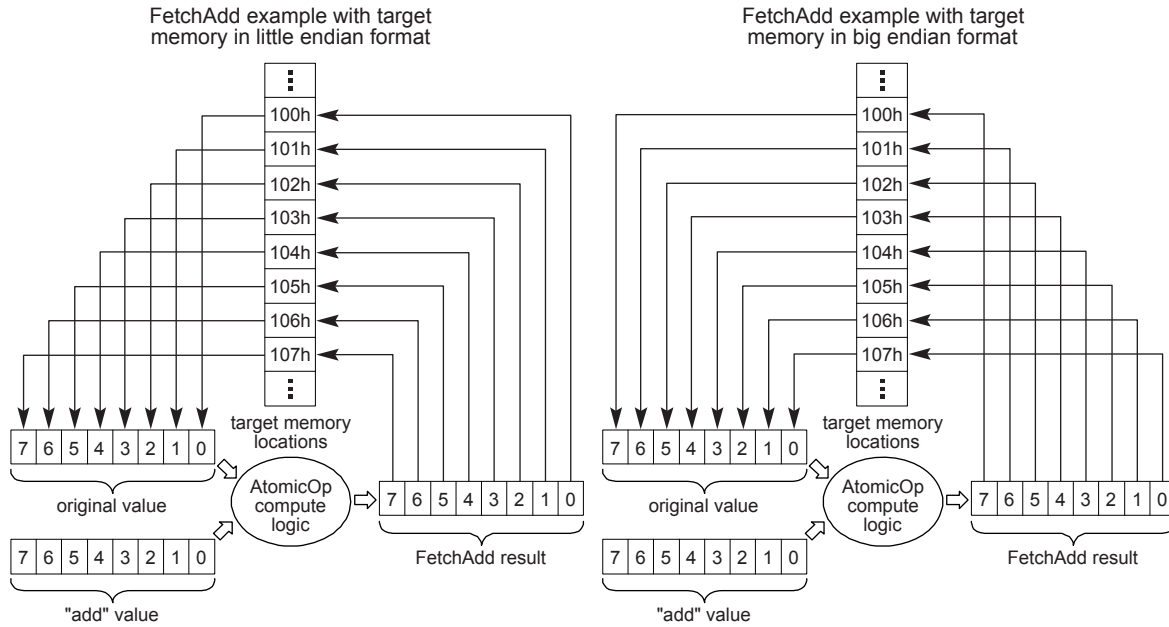 FetchAdd example with target
memory in little endian format
100h
101h
102h
103h
104h
105h
106h
107h
target memory
locations
7 6 5 4 3 2 1 0
original value
AtomicOp
compute
logic
7 6 5 4 3 2 1 0
FetchAdd result
7 6 5 4 3 2 1 0
"add" value
FetchAdd example with target
memory in big endian format
100h
101h
102h
103h
104h
105h
106h
107h
target memory
locations
7 6 5 4 3 2 1 0
original value
AtomicOp
compute
logic
7 6 5 4 3 2 1 0
FetchAdd result
7 6 5 4 3 2 1 0
"add" value